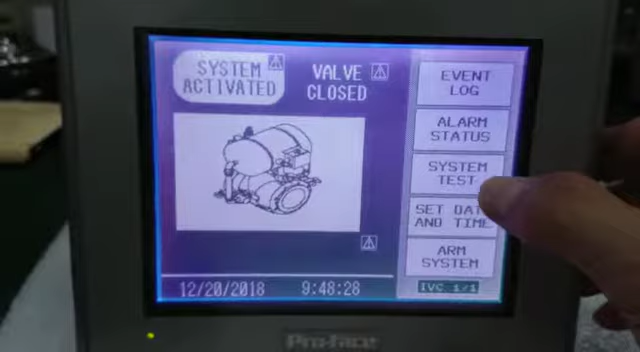 SYSTEM
ACTIVATED
VALVE
CLOSED
EVENT
LOG
ALARM
STATUS
SYSTEM
TEST
SET DATE
AND TIME
ARM
SYSTEM
12/20/2018 9:48:28
IVC 1/1
Pro-face